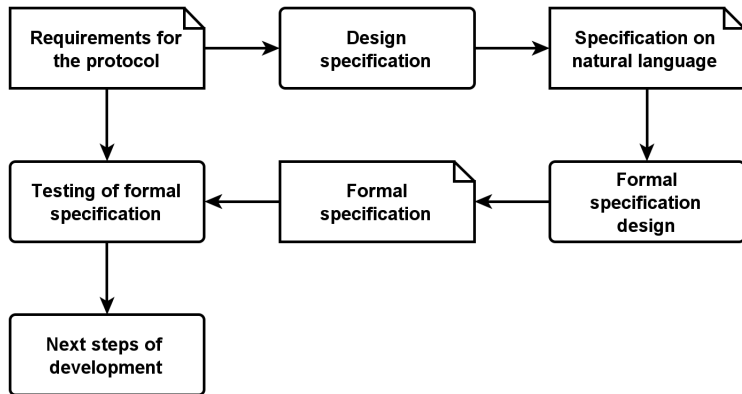 Requirements for
the protocol
Design
specification
Specification on
natural language
Testing of formal
specification
Formal
specification
Formal
specification
design
Next steps of
development